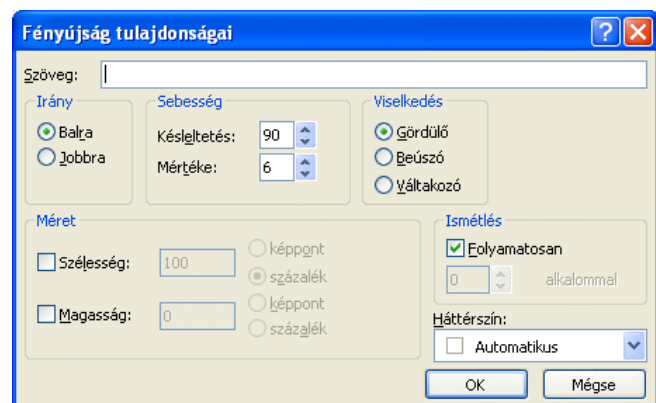 Fényújság tulajdonságai
Szöveg:
Irány
Balra
Jobbra
Sebesség
Késleltetés: 90
Mértéke: 6
Viselkedés
Gördülő
Beúszó
Váltakozó
Méret
Szélesség: 100
képpont
százalék
Magasság: 0
képpont
százalék
Ismétlés
Folyamatosan
0 alkalommal
Háttérszín:
Automatikus
OK Mégse